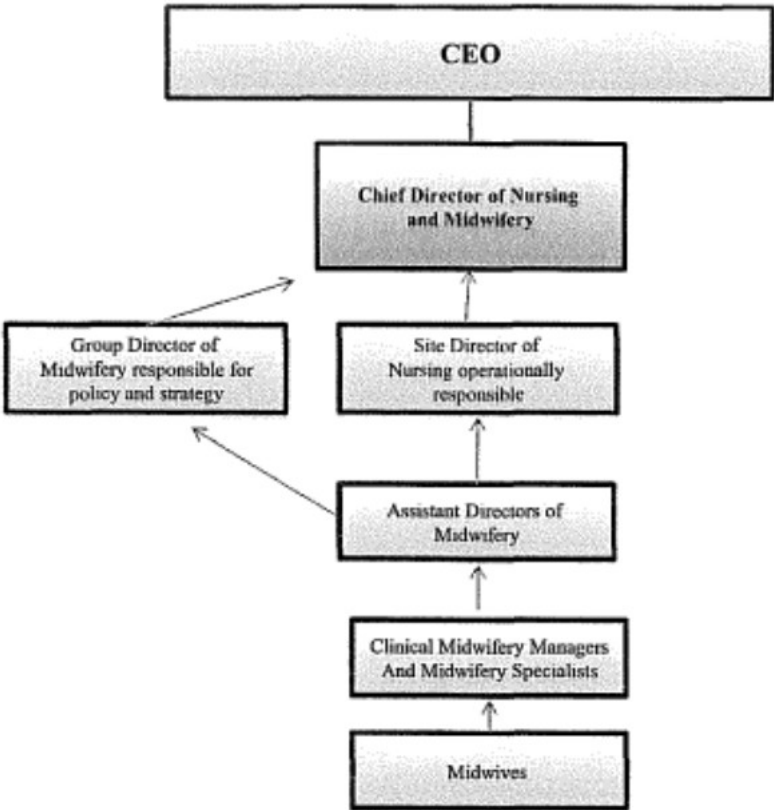 CEO
Chief Director of Nursing
and Midwifery
Group Director of
Midwifery responsible for
policy and strategy
Site Director of
Nursing operationally
responsible
Assistant Directors of
Midwifery
Clinical Midwifery Managers
And Midwifery Specialists
Midwives